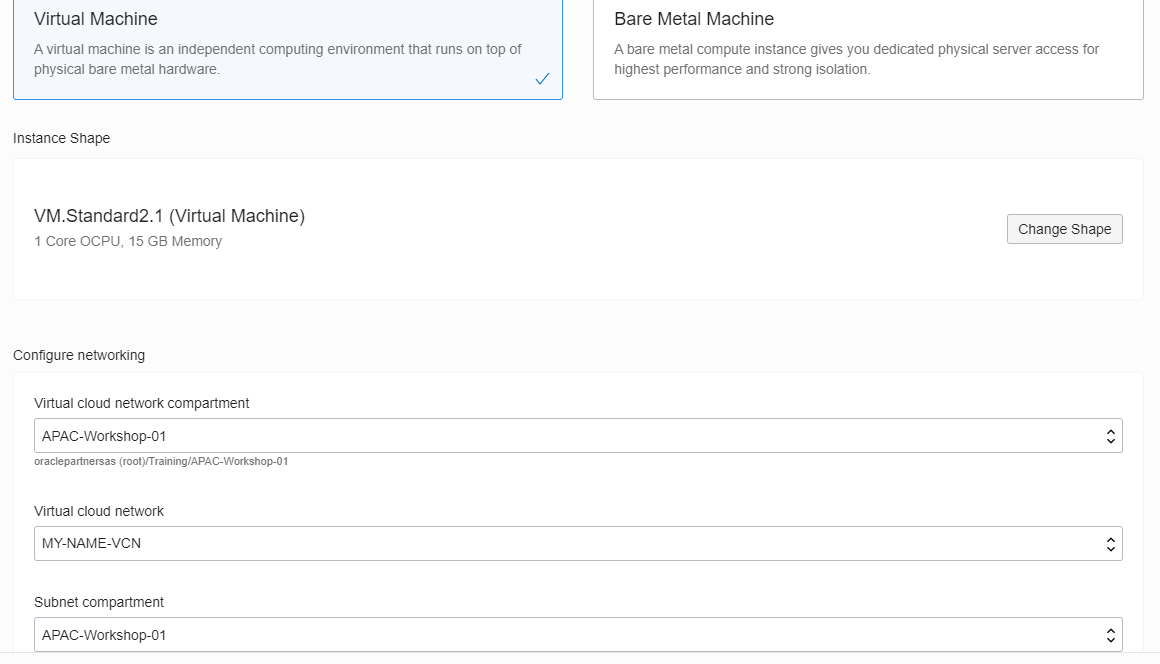 Virtual Machine
A virtual machine is an independent computing environment that runs on top of
physical bare metal hardware.
Bare Metal Machine
A bare metal compute instance gives you dedicated physical server access for
highest performance and strong isolation.
Instance Shape
VM.Standard2.1 (Virtual Machine)
1 Core OCPU, 15 GB Memory
Change Shape
Configure networking
Virtual cloud network compartment
APAC-Workshop-01
oraclepartnersas (root)/Training/APAC-Workshop-01
Virtual cloud network
MY-NAME-VCN
Subnet compartment
APAC-Workshop-01